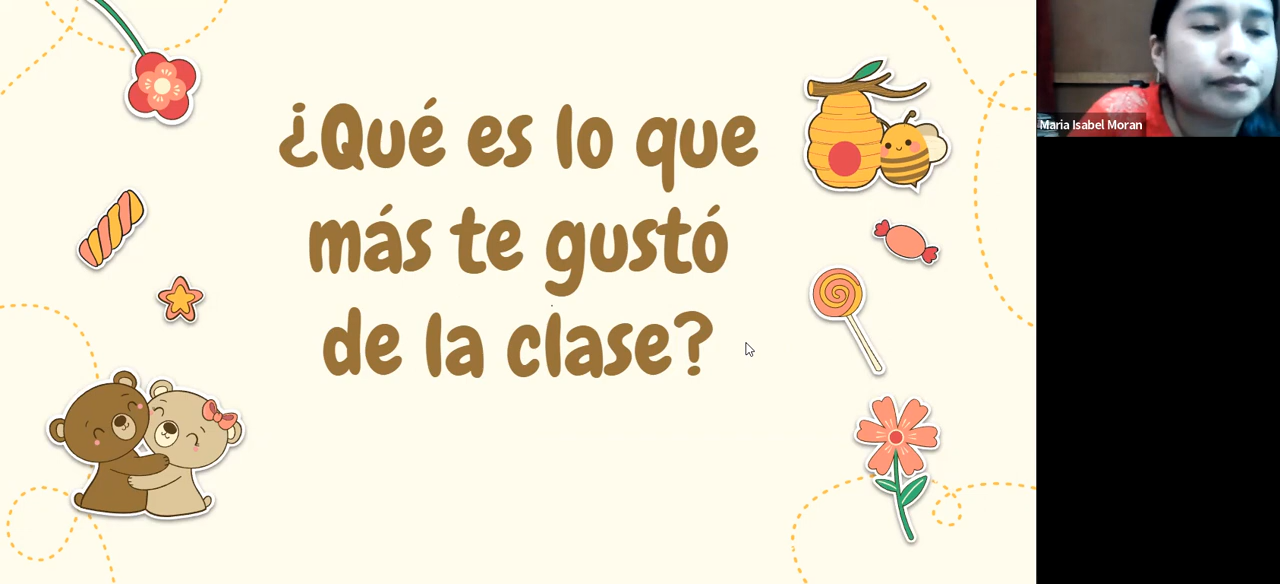 ¿Qué es lo que
más te gustó
de la clase?
Maria Isabel Moran